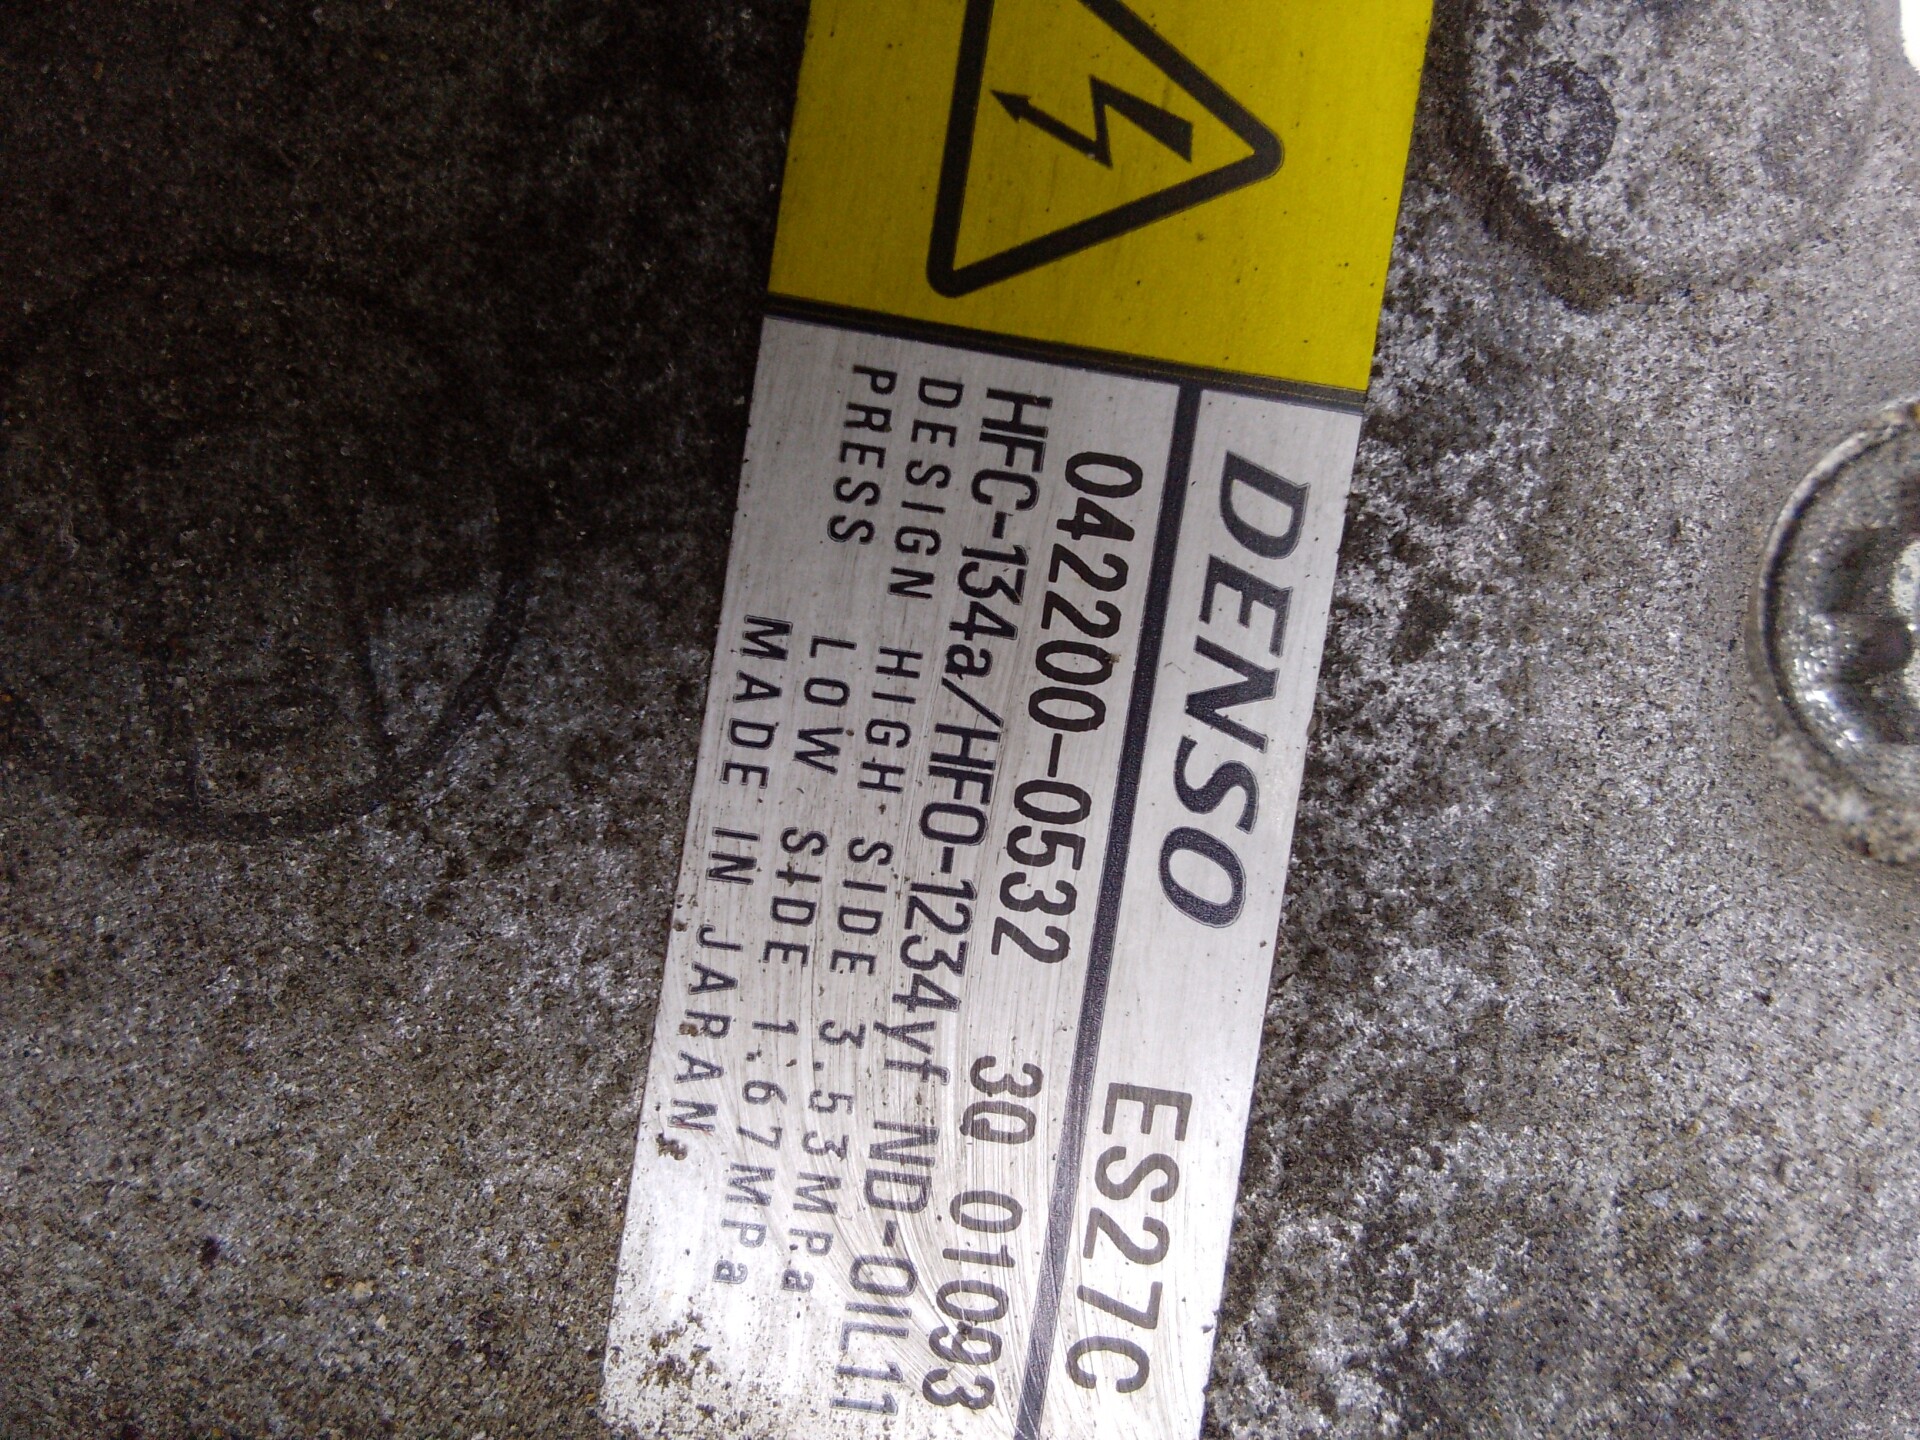 DENSO ES27C
042200-0532 3Q 01093
HFC-134a/HFO-1234yf ND-OIL11
DESIGN HIGH SIDE 3.53MPa
PRESS LOW SIDE 1.67MPa
MADE IN JAPAN